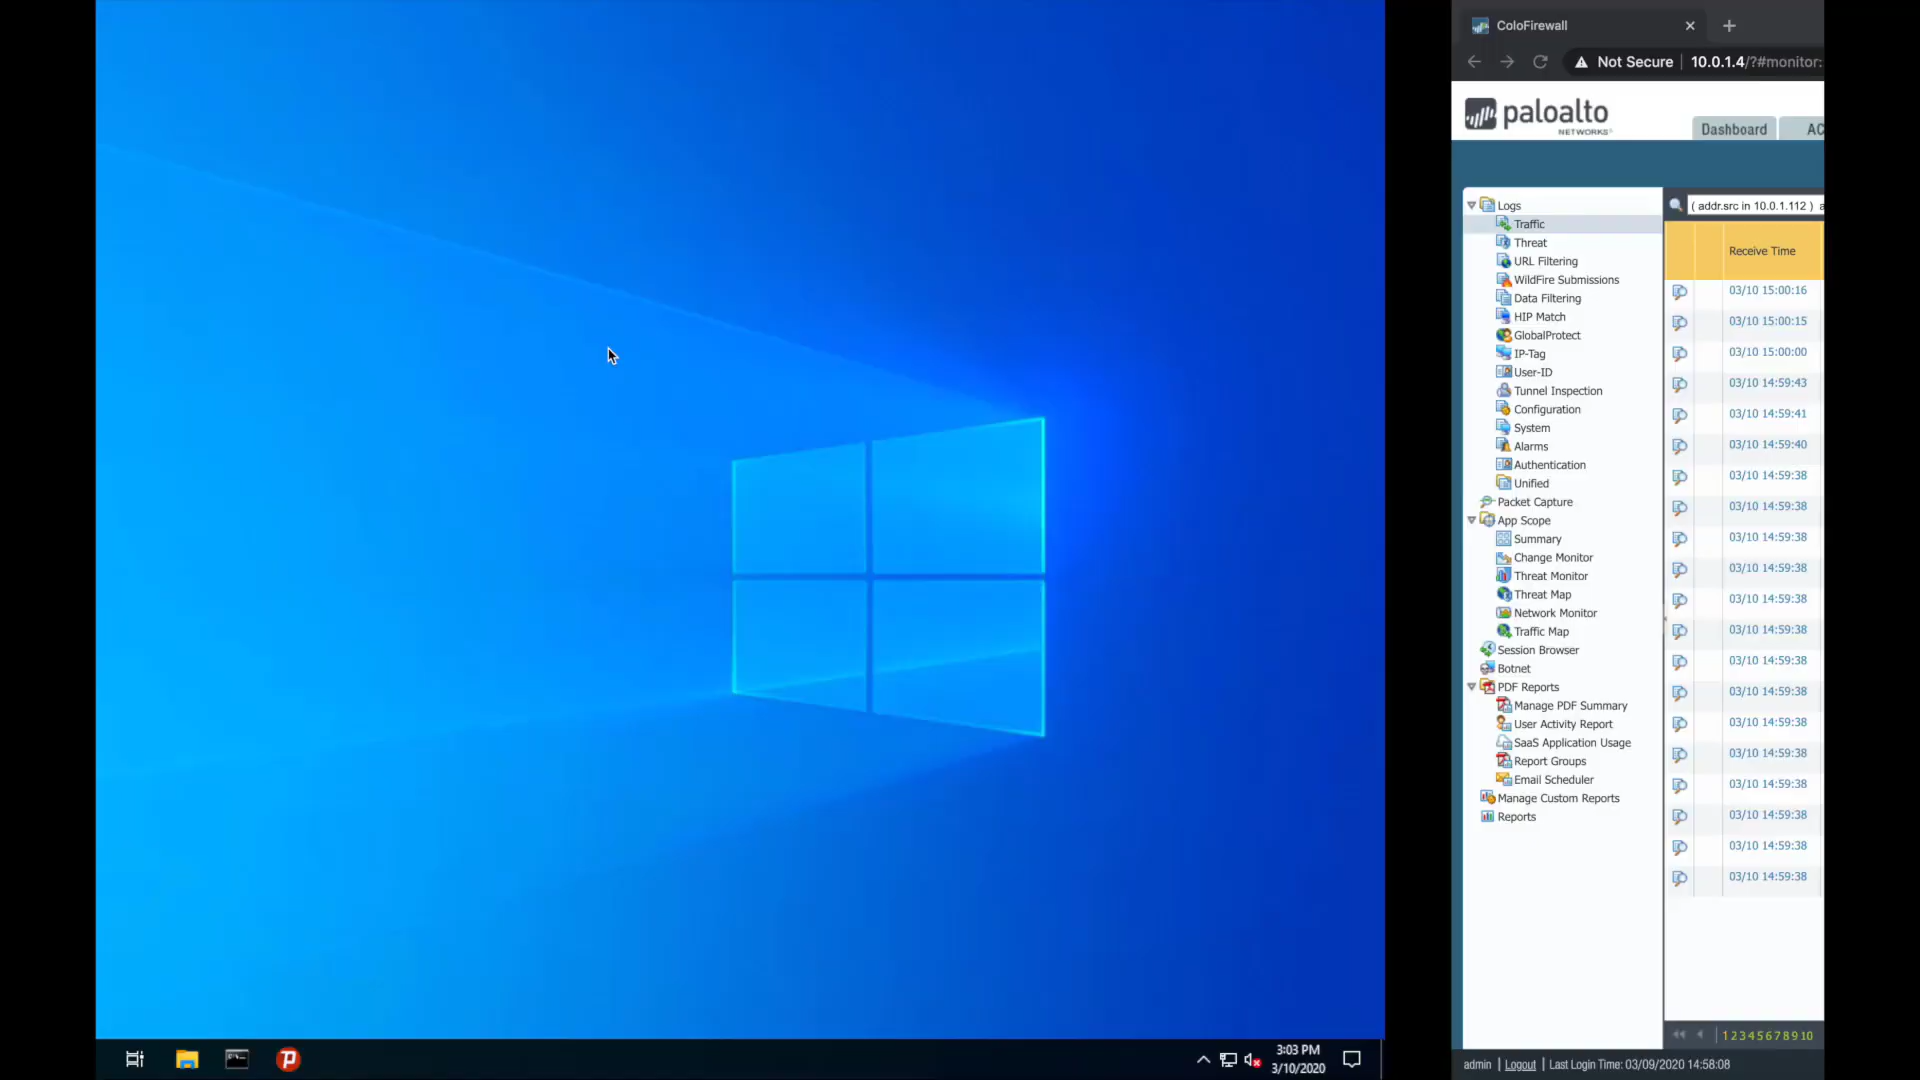 ColoFirewall
Not Secure 10.0.1.4/?#monitor:
paloalto
NETWORKS®
Dashboard
AC
Logs
( addr.src in 10.0.1.112 ) a
Traffic
Threat
Receive Time
URL Filtering
WildFire Submissions
03/10 15:00:16
Data Filtering
HIP Match
03/10 15:00:15
GlobalProtect
IP-Tag
03/10 15:00:00
User-ID
03/10 14:59:43
Tunnel Inspection
Configuration
03/10 14:59:41
System
Alarms
03/10 14:59:40
Authentication
03/10 14:59:38
Unified
Packet Capture
03/10 14:59:38
App Scope
Summary
03/10 14:59:38
Change Monitor
03/10 14:59:38
Threat Monitor
Threat Map
03/10 14:59:38
Network Monitor
Traffic Map
03/10 14:59:38
Session Browser
03/10 14:59:38
Botnet
PDF Reports
03/10 14:59:38
Manage PDF Summary
User Activity Report
03/10 14:59:38
SaaS Application Usage
03/10 14:59:38
Report Groups
Email Scheduler
03/10 14:59:38
Manage Custom Reports
Reports
03/10 14:59:38
03/10 14:59:38
03/10 14:59:38
1 2 3 4 5 6 7 8 9 10
3:03 PM
3/10/2020
admin | Logout | Last Login Time: 03/09/2020 14:58:08